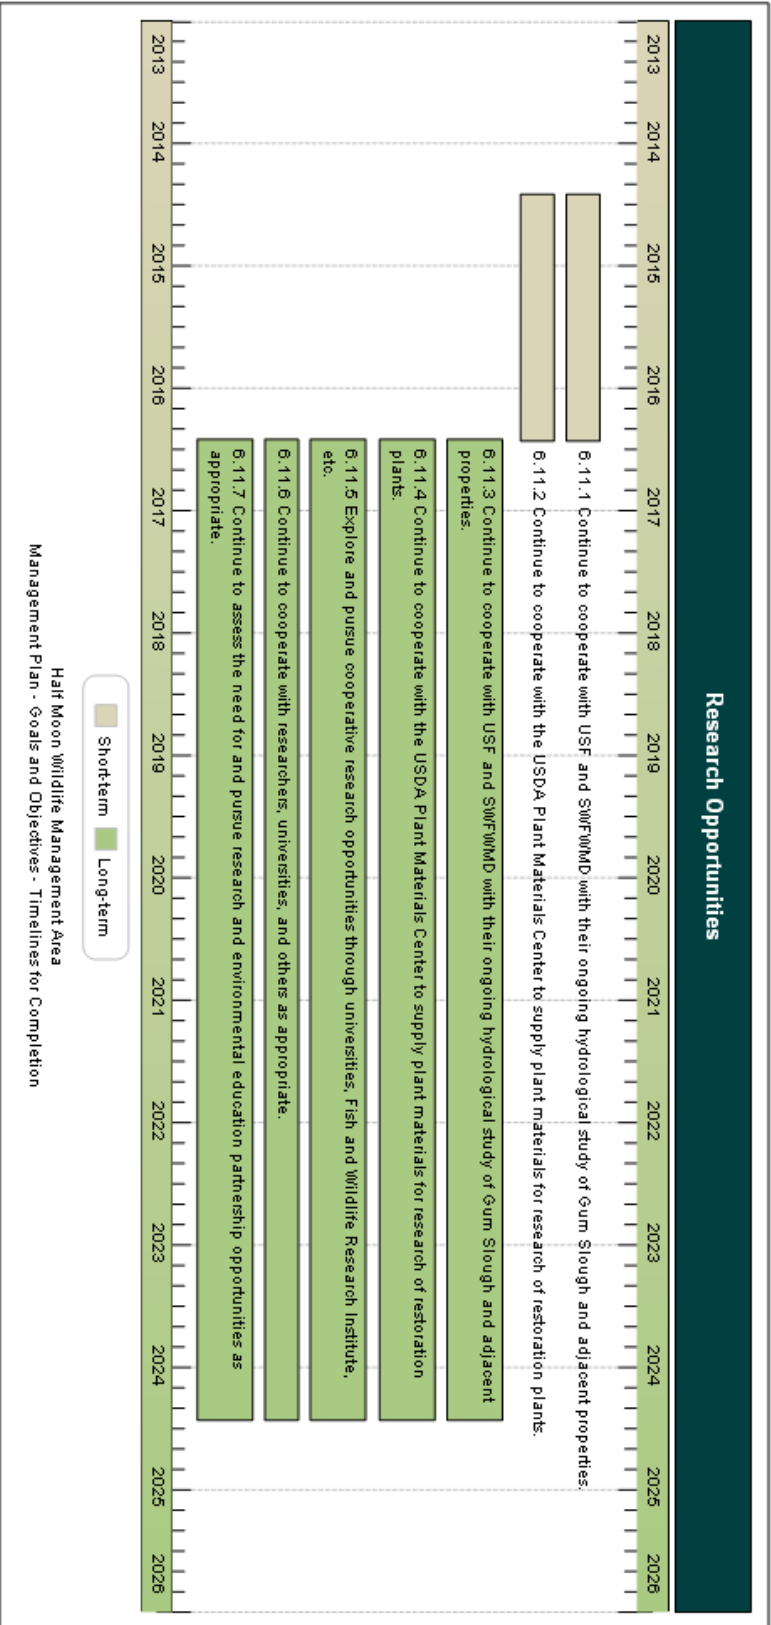 Research Opportunities
2013 2014 2015 2016 2017 2018 2019 2020 2021 2022 2023 2024 2025 2026
6.11.1 Continue to cooperate with USF and SWFWMD with their ongoing hydrological study of Gum Slough and adjacent properties.
6.11.2 Continue to cooperate with the USDA Plant Materials Center to supply plant materials for research of restoration plants.
6.11.3 Continue to cooperate with USF and SWFWMD with their ongoing hydrological study of Gum Slough and adjacent
properties.
6.11.4 Continue to cooperate with the USDA Plant Materials Center to supply plant materials for research of restoration
plants.
6.11.5 Explore and pursue cooperative research opportunities through universities, Fish and Wildlife Research Institute,
etc.
6.11.6 Continue to cooperate with researchers, universities, and others as appropriate.
6.11.7 Continue to assess the need for and pursue research and environmental education partnership opportunities as
appropriate.
2013 2014 2015 2016 2017 2018 2019 2020 2021 2022 2023 2024 2025 2026
Short-term Long-term
Half Moon Wildlife Management Area
Management Plan - Goals and Objectives - Timelines for Completion